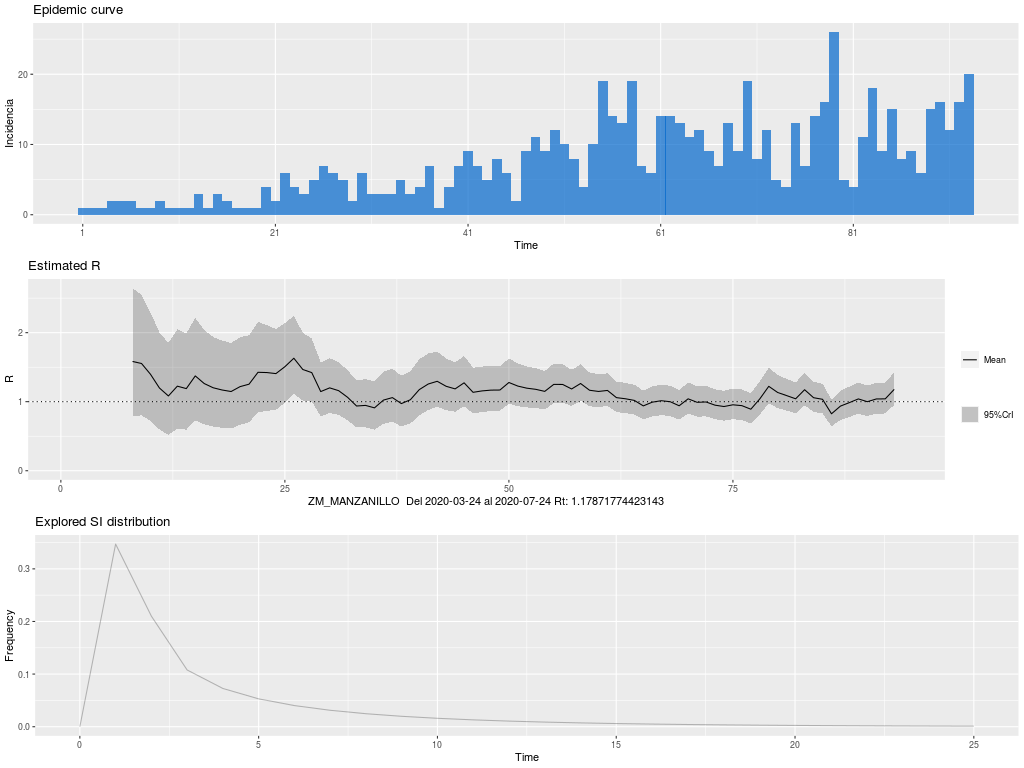 Epidemic curve
Incidencia
20
10
0
1 21 41 61 81
Time
Estimated R
R
2
1
0
0 25 50 75
Mean
95%CrI
ZM_MANZANILLO Del 2020-03-24 al 2020-07-24 Rt: 1.17871774423143
Explored SI distribution
Frequency
0.3
0.2
0.1
0.0
0 5 10 15 20 25
Time